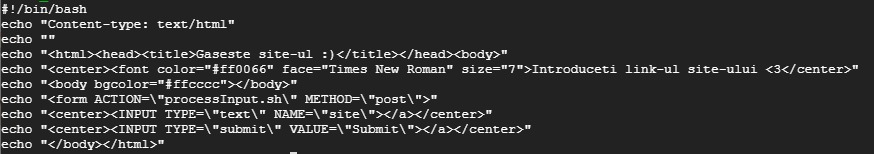 #!/bin/bash
echo "Content-type: text/html"
echo ""
echo "<html><head><title>Gaseste site-ul :)</title></head><body>"
echo "<center><font color="#ff0066" face="Times New Roman" size="7">Introduceti link-ul site-ului <3</center>"
echo "<body bgcolor="#ffcccc"></body>"
echo "<form ACTION=\"processInput.sh\" METHOD=\"post\">"
echo "<center><INPUT TYPE=\"text\" NAME=\"site\"></a></center>"
echo "<center><INPUT TYPE=\"submit\" VALUE=\"Submit\"></a></center>"
echo "</body></html>"